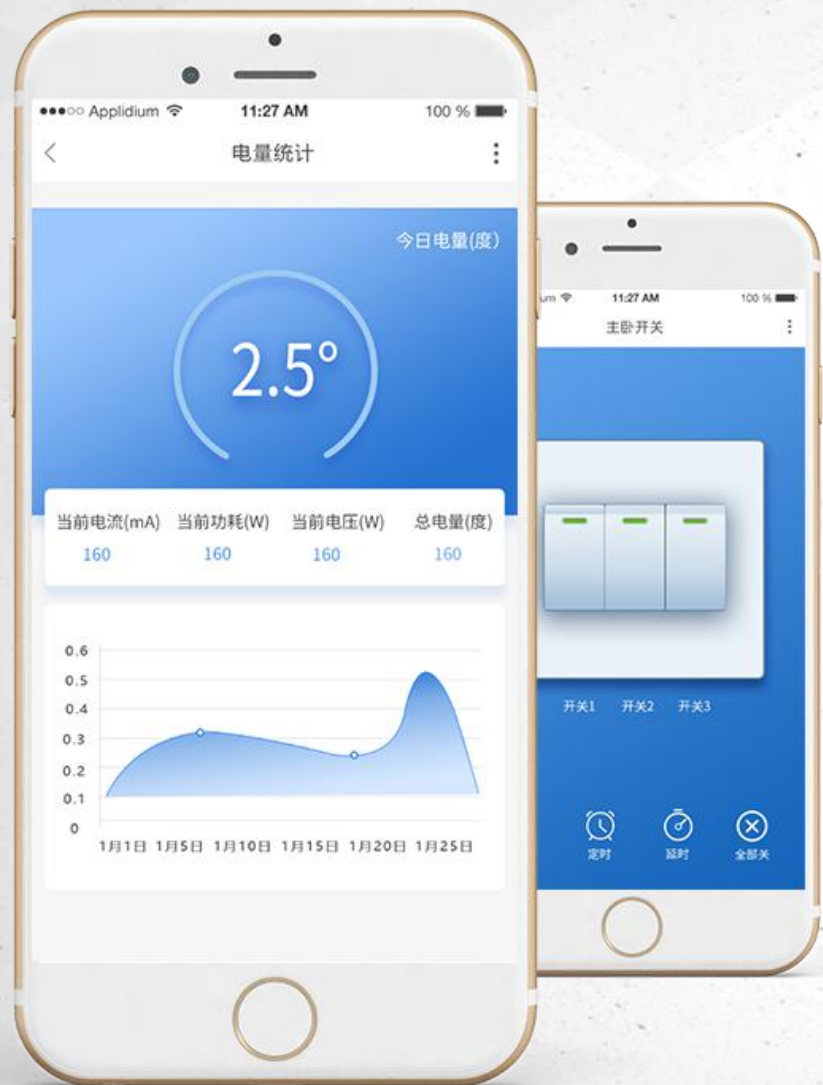 Applidium 11:27 AM 100 %
电量统计
今日电量(度)
2.5°
当前电流(mA) 当前功耗(W) 当前电压(W) 总电量(度)
160 160 160 160
0.6
0.5
0.4
0.3
0.2
0.1
0
1月1日 1月5日 1月10日 1月15日 1月20日 1月25日
um 11:27 AM 100 %
主卧开关
开关1 开关2 开关3
定时 延时 全部关